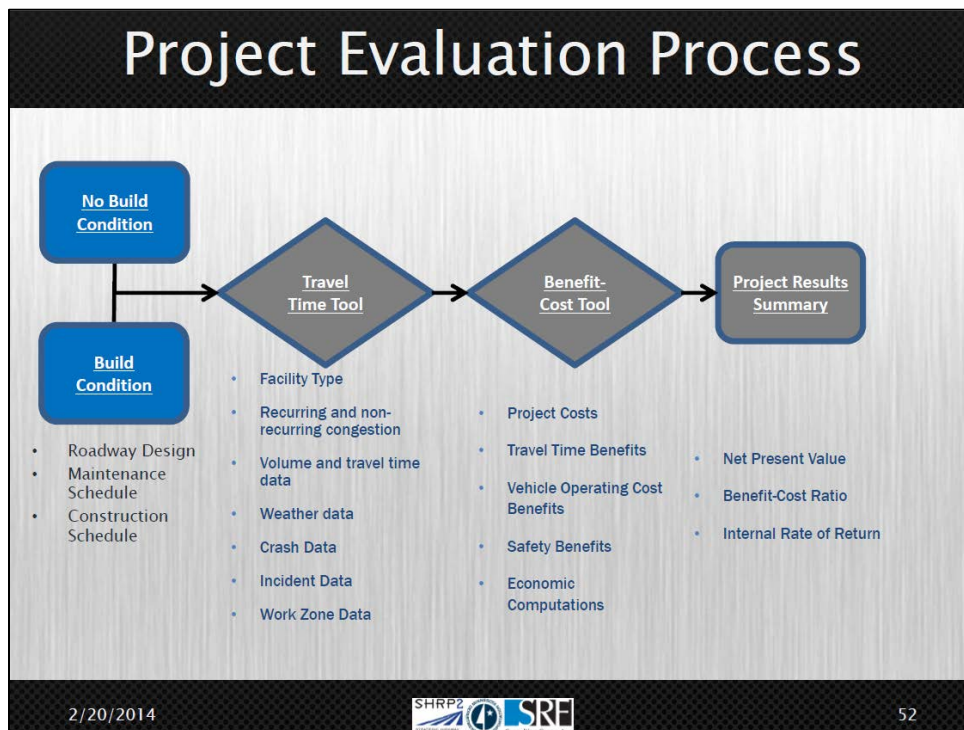 Project Evaluation Process
No Build
Condition
Build
Condition
• Roadway Design
• Maintenance
Schedule
• Construction
Schedule
Travel
Time Tool
• Facility Type
• Recurring and non-
recurring congestion
• Volume and travel time
data
• Weather data
• Crash Data
• Incident Data
• Work Zone Data
Benefit-
Cost Tool
• Project Costs
• Travel Time Benefits
• Vehicle Operating Cost
Benefits
• Safety Benefits
• Economic
Computations
Project Results
Summary
• Net Present Value
• Benefit-Cost Ratio
• Internal Rate of Return
2/20/2014
SHRP2
SRF
52